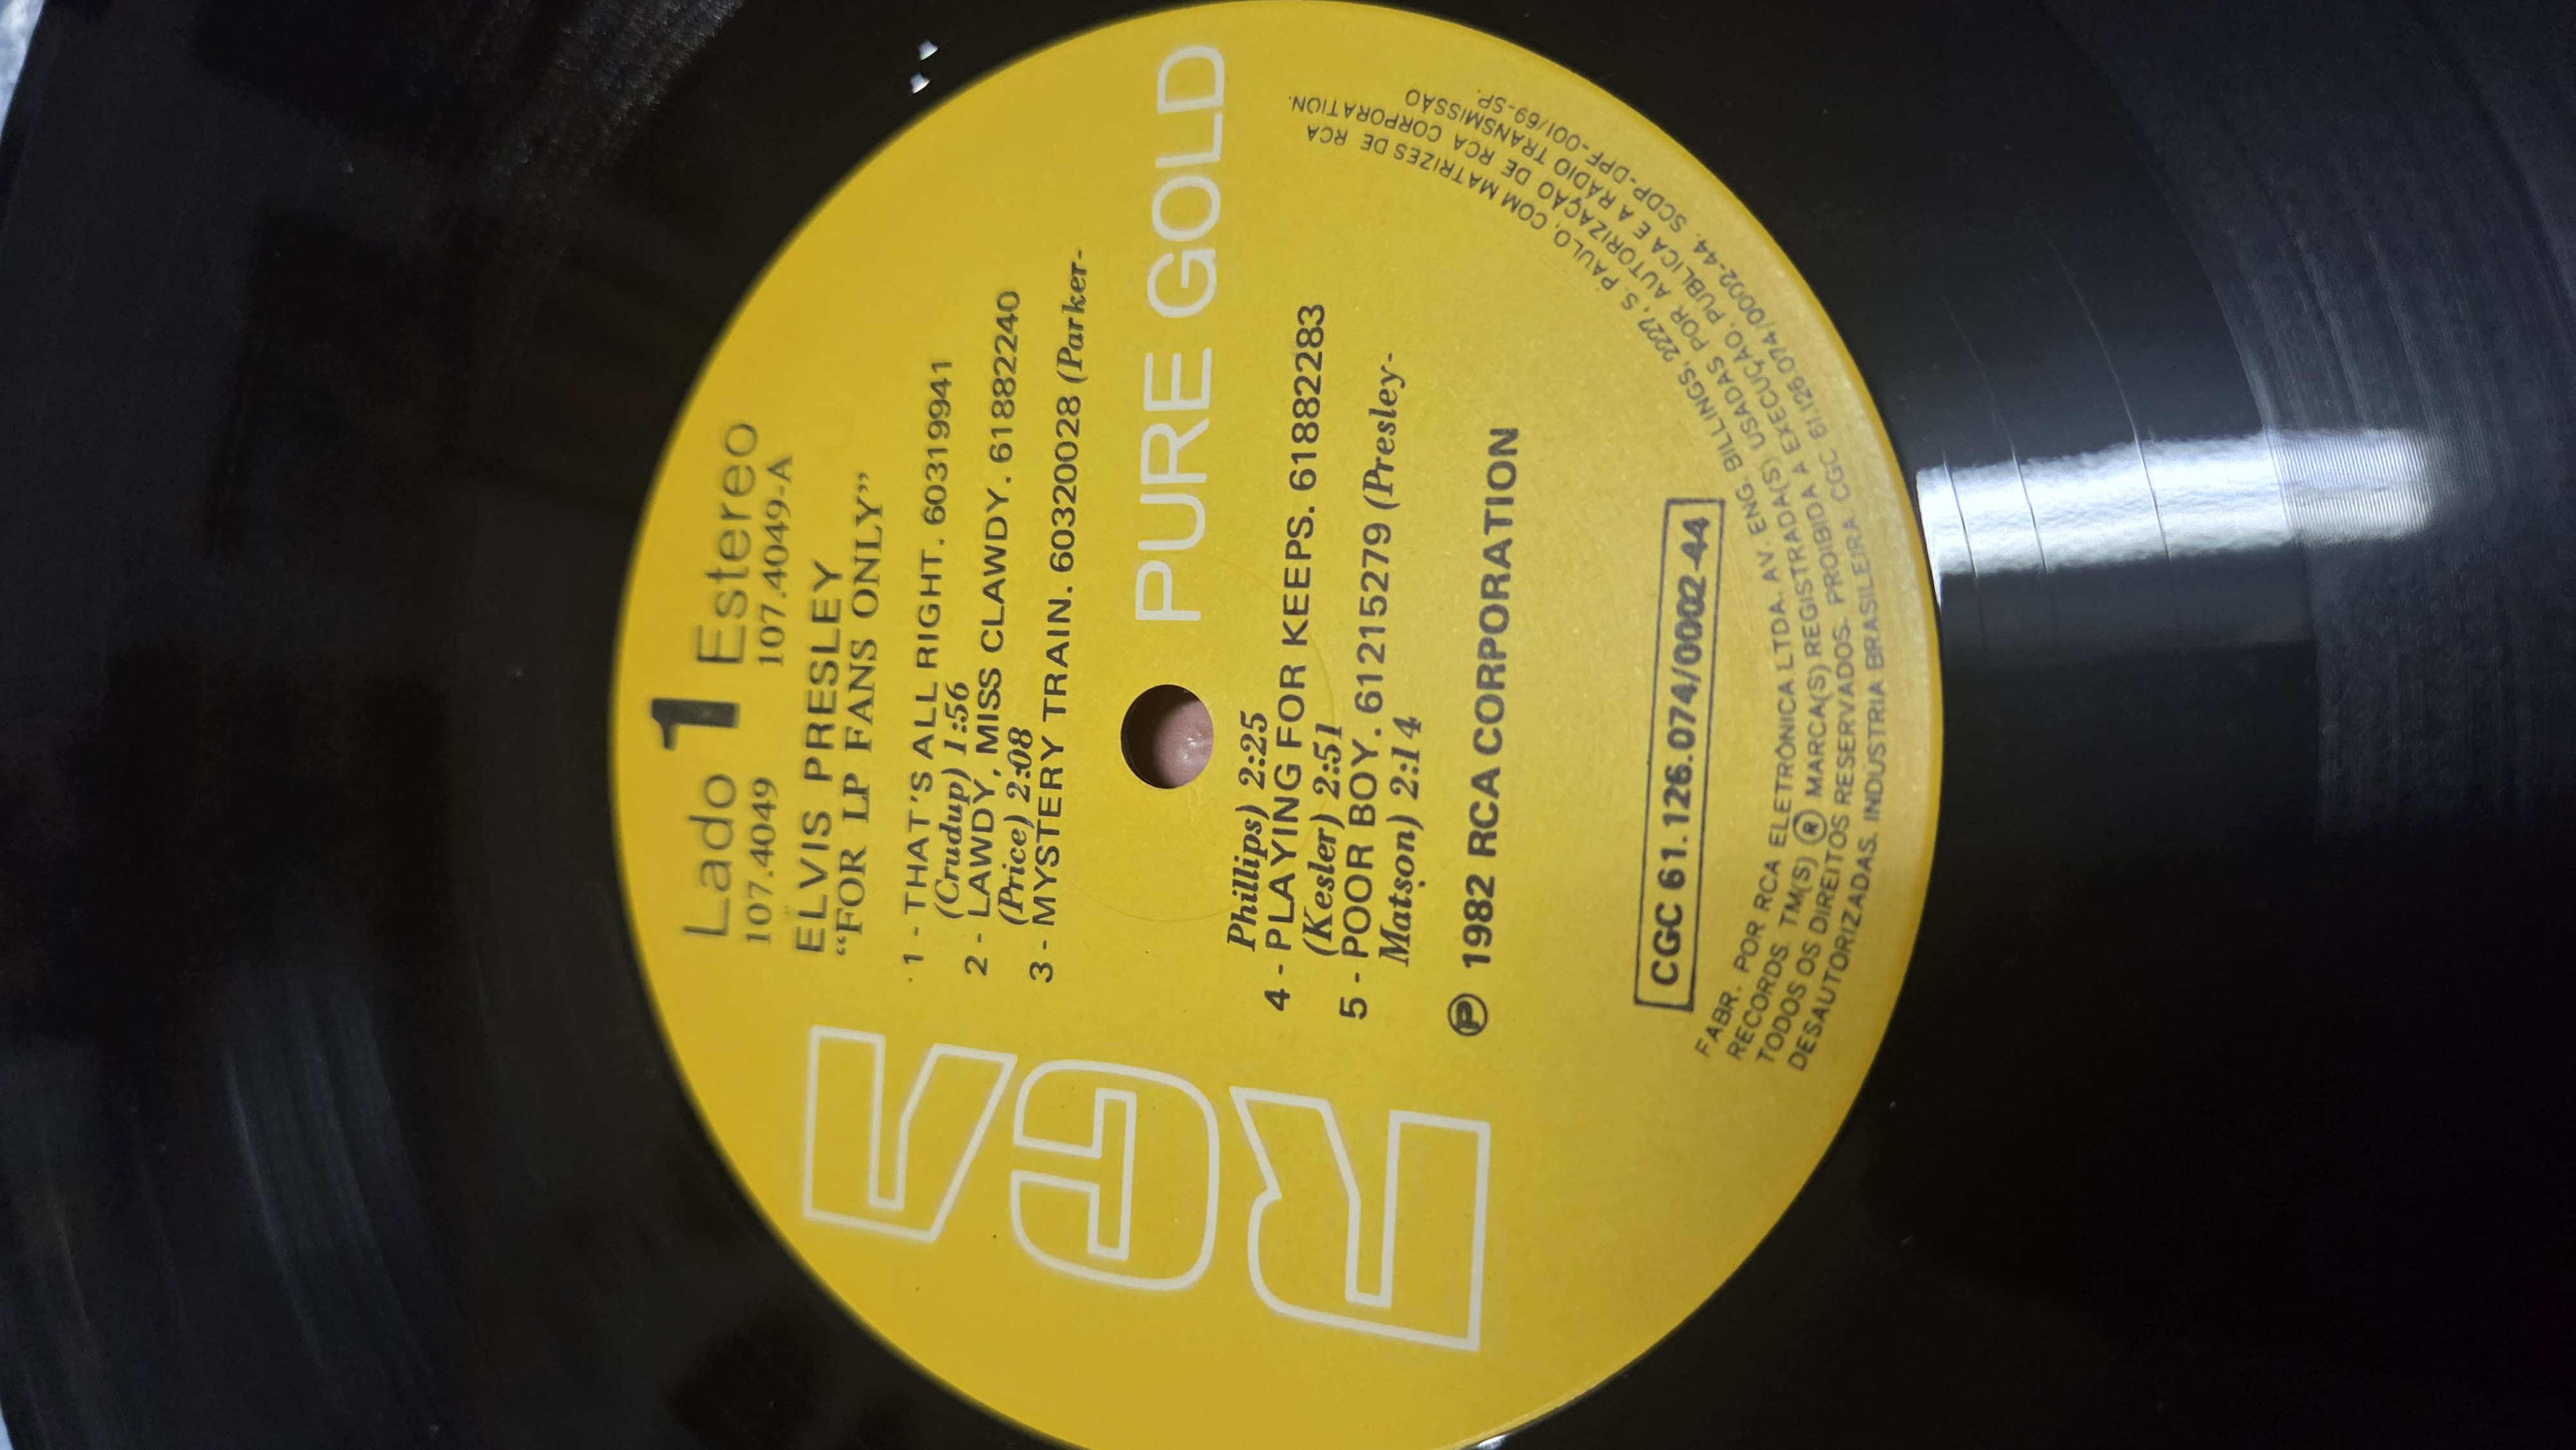 Lado 1 Estereo
107.4049 107.4049-A
ELVIS PRESLEY
“FOR LP FANS ONLY”
1 - THAT'S ALL RIGHT. 60319941
(Crudup) 1:56
2 - LAWDY, MISS CLAWDY. 61882240
(Price) 2:08
3 - MYSTERY TRAIN. 60320028 (Parker-
RCA PURE GOLD
Phillips) 2:25
4 - PLAYING FOR KEEPS. 61882283
(Kesler) 2:51
5 - POOR BOY. 61215279 (Presley-
Matson) 2:14
Ⓟ 1982 RCA CORPORATION
CGC 61.126.074/0002-44
FABR. POR RCA ELETRÔNICA LTDA. AV. ENG. BILLINGS, 2227, S. PAULO, COM MATRIZES DE RCA
RECORDS. TM(S) ® MARCA(S) REGISTRADA(S) USADAS POR AUTORIZAÇÃO DE RCA CORPORATION.
TODOS OS DIREITOS RESERVADOS. PROIBIDA A EXECUÇÃO, PUBLICA E A RÁDIO TRANSMISSÃO
DESAUTORIZADAS. INDUSTRIA BRASILEIRA. CGC 61.126.074/0002-44. SCDP-DPF-001/69-SP.